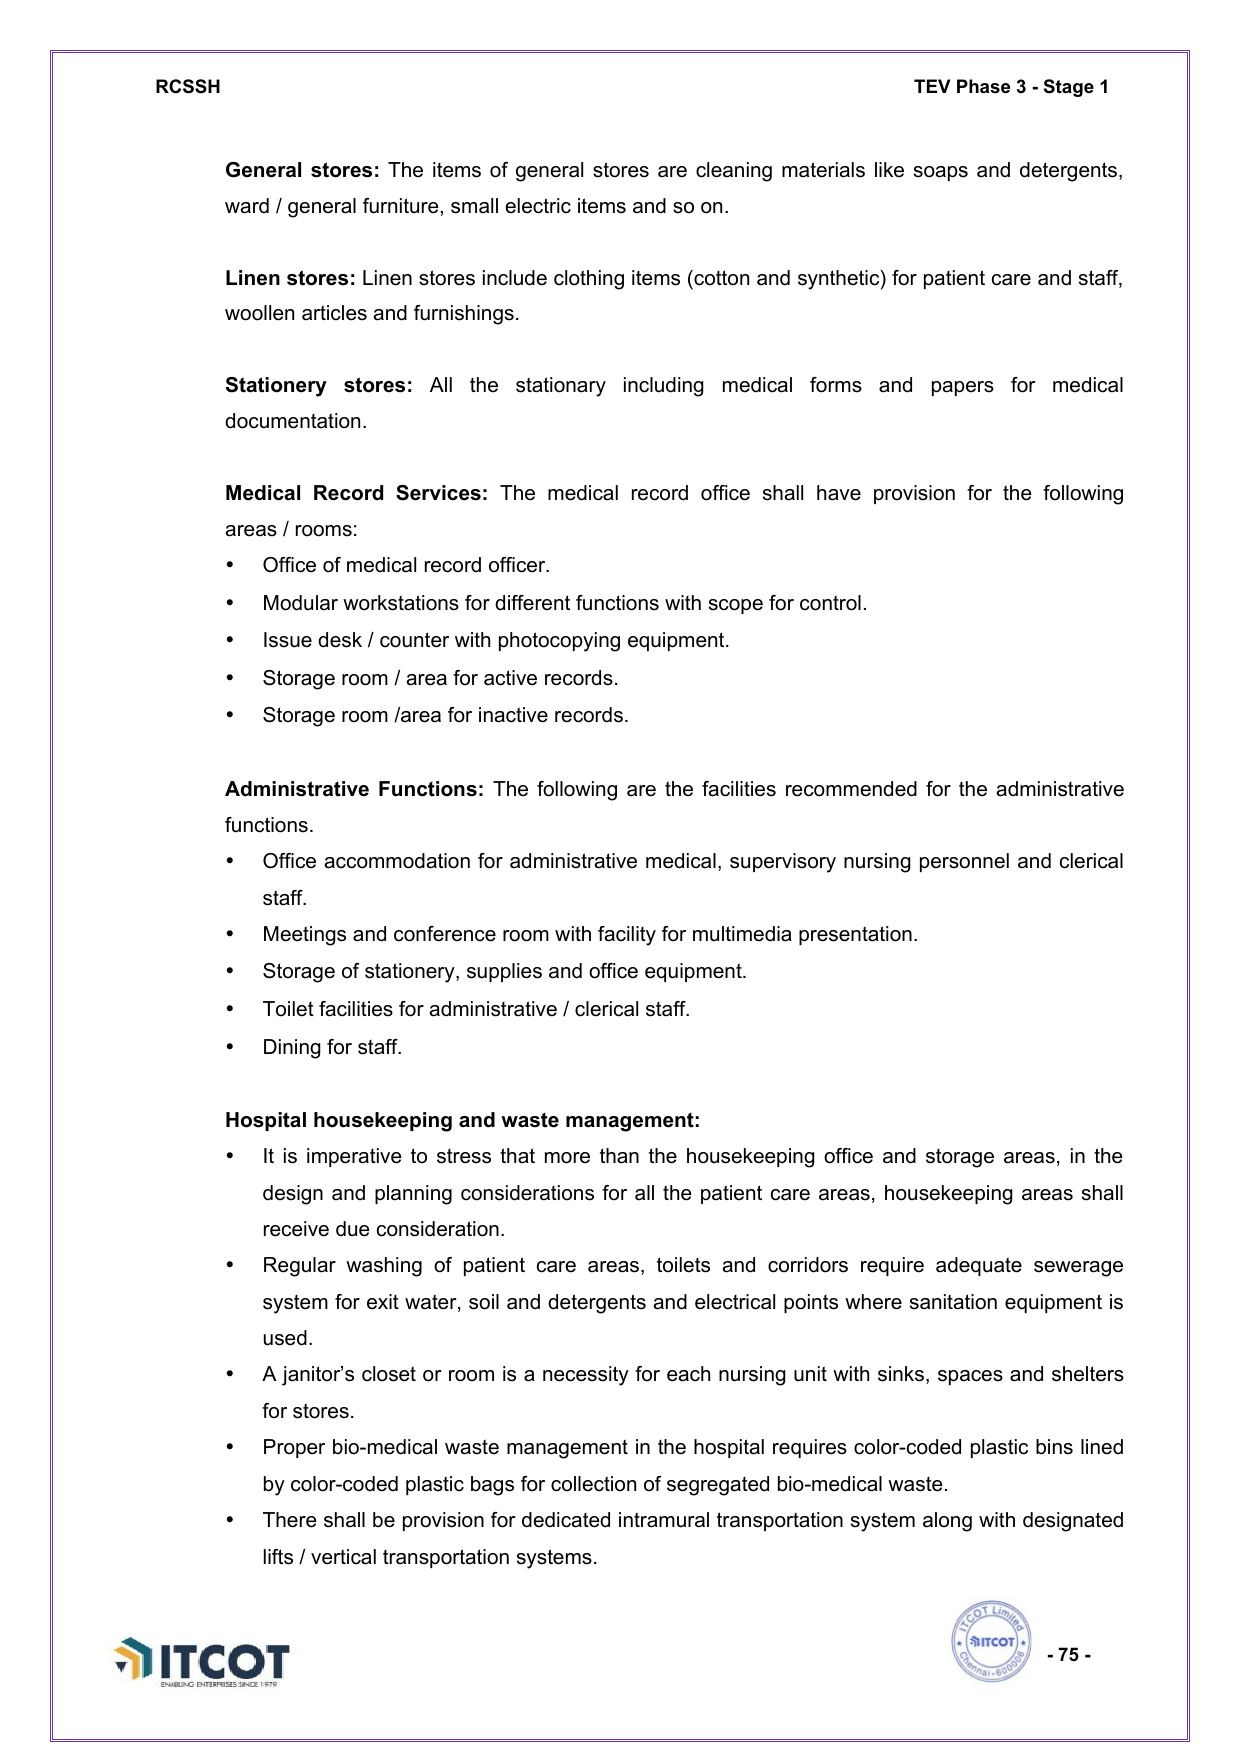 RCSSH TEV Phase 3 - Stage 1
General stores: The items of general stores are cleaning materials like soaps and detergents,
ward / general furniture, small electric items and so on.
Linen stores: Linen stores include clothing items (cotton and synthetic) for patient care and staff,
woollen articles and furnishings.
Stationery stores: All the stationary including medical forms and papers for medical
documentation.
Medical Record Services: The medical record office shall have provision for the following
areas / rooms:
• Office of medical record officer.
• Modular workstations for different functions with scope for control.
• Issue desk / counter with photocopying equipment.
• Storage room / area for active records.
• Storage room /area for inactive records.
Administrative Functions: The following are the facilities recommended for the administrative
functions.
• Office accommodation for administrative medical, supervisory nursing personnel and clerical
staff.
• Meetings and conference room with facility for multimedia presentation.
• Storage of stationery, supplies and office equipment.
• Toilet facilities for administrative / clerical staff.
• Dining for staff.
Hospital housekeeping and waste management:
• It is imperative to stress that more than the housekeeping office and storage areas, in the
design and planning considerations for all the patient care areas, housekeeping areas shall
receive due consideration.
• Regular washing of patient care areas, toilets and corridors require adequate sewerage
system for exit water, soil and detergents and electrical points where sanitation equipment is
used.
• A janitor’s closet or room is a necessity for each nursing unit with sinks, spaces and shelters
for stores.
• Proper bio-medical waste management in the hospital requires color-coded plastic bins lined
by color-coded plastic bags for collection of segregated bio-medical waste.
• There shall be provision for dedicated intramural transportation system along with designated
lifts / vertical transportation systems.
ITCOT
ENABLING ENTERPRISES SINCE 1979
ITCOT Limited
ITCOT
Chennai-600006
- 75 -